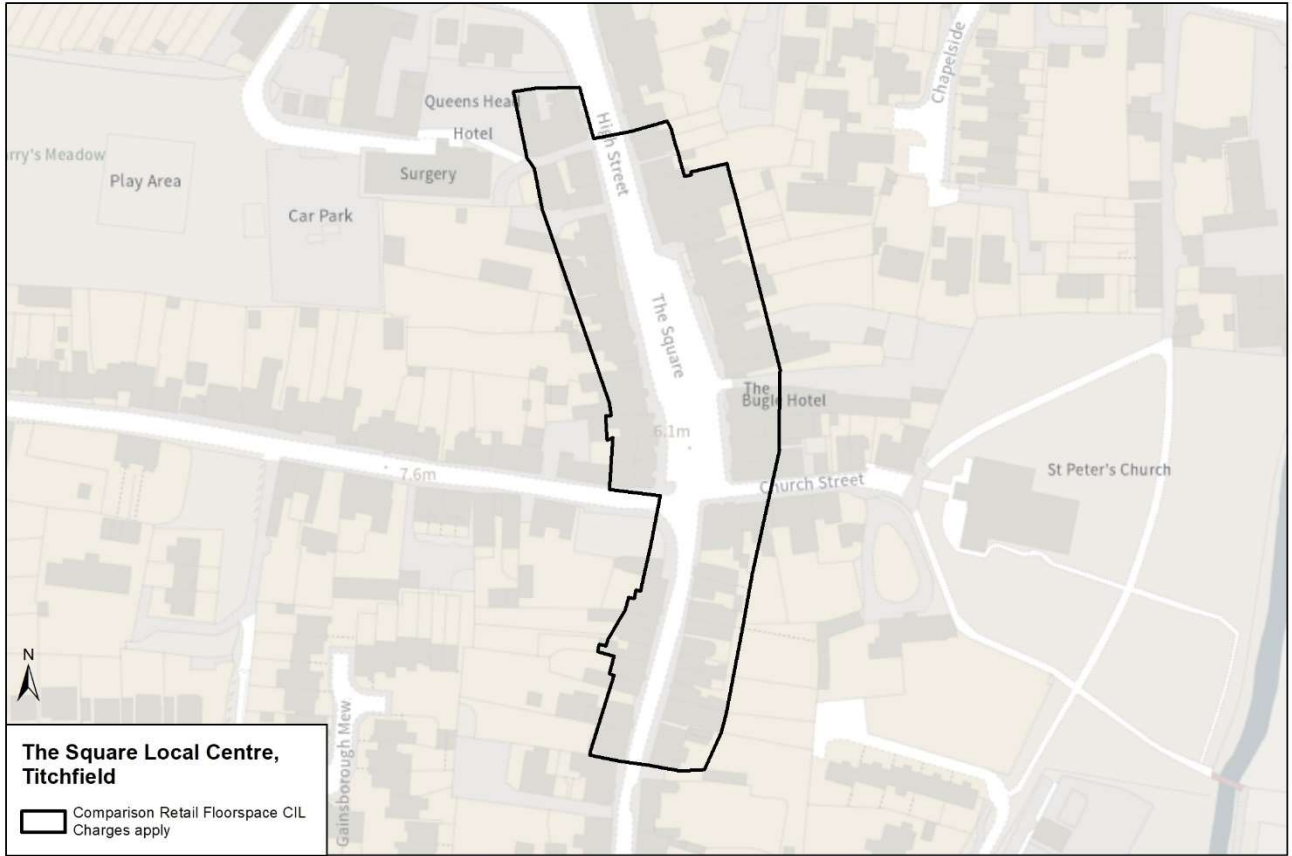 Chapelside
Queens Head
Hotel
High Street
rry's Meadow
Play Area
Surgery
Car Park
The Square
The
Bugle Hotel
6.1m
7.6m
Church Street
St Peter's Church
N
Gainsborough Mew
The Square Local Centre,
Titchfield
Comparison Retail Floorspace CIL
Charges apply